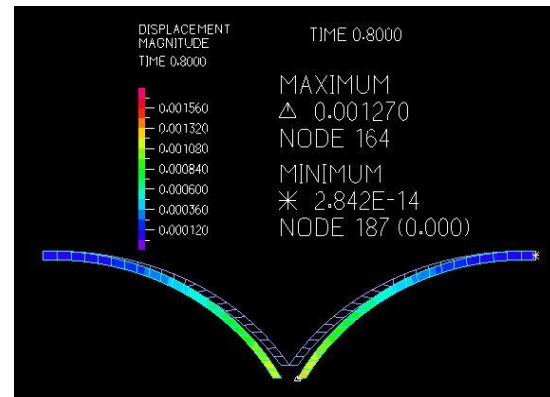 DISPLACEMENT
MAGNITUDE
TIME 0.8000
0.001560
0.001320
0.001080
0.000840
0.000600
0.000360
0.000120
TIME 0.8000
MAXIMUM
△ 0.001270
NODE 164
MINIMUM
✳ 2.842E-14
NODE 187 (0.000)